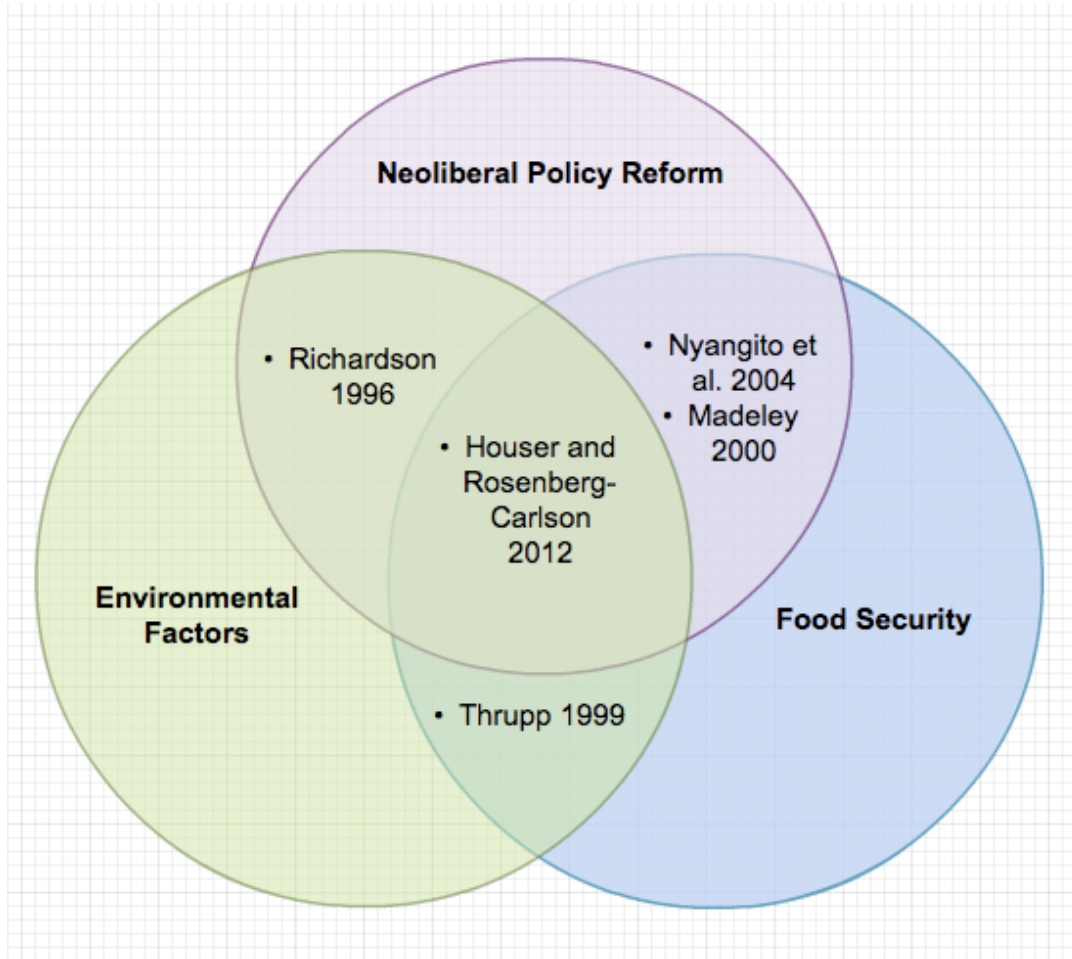 Neoliberal Policy Reform
• Richardson
1996
• Nyangito et
al. 2004
• Madeley
2000
• Houser and
Rosenberg-
Carlson
2012
Environmental
Factors
Food Security
• Thrupp 1999